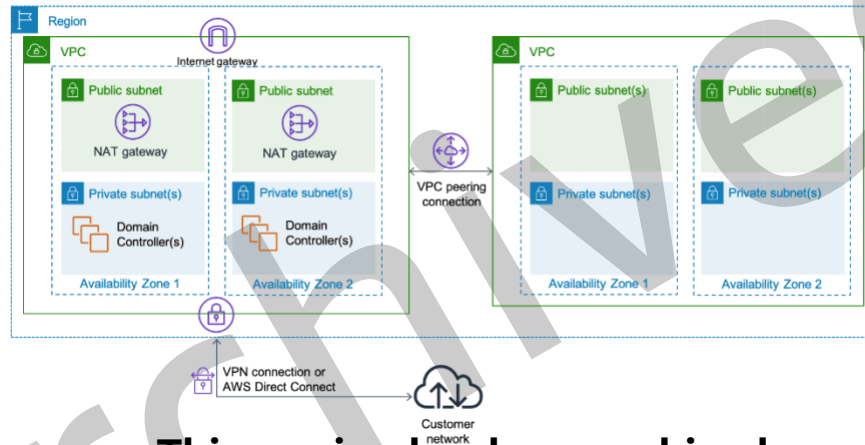 Region
VPC
Internet gateway
Public subnet
NAT gateway
Private subnet(s)
Domain
Controller(s)
Availability Zone 1
Public subnet
NAT gateway
Private subnet(s)
Domain
Controller(s)
Availability Zone 2
VPC peering
connection
VPC
Public subnet(s)
Private subnet(s)
Availability Zone 1
Public subnet(s)
Private subnet(s)
Availability Zone 2
VPN connection or
AWS Direct Connect
Customer
network